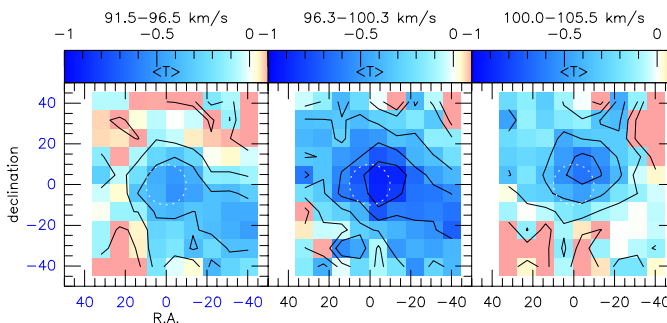 91.5−96.5 km/s 96.3−100.3 km/s 100.0−105.5 km/s
−1 −0.5 0 −1 −0.5 0 −1 −0.5 0
<T> <T> <T>
40
20
0
−20
−40
declination
40 20 0 −20 −40 40 20 0 −20 −40 40 20 0 −20 −40
R.A.